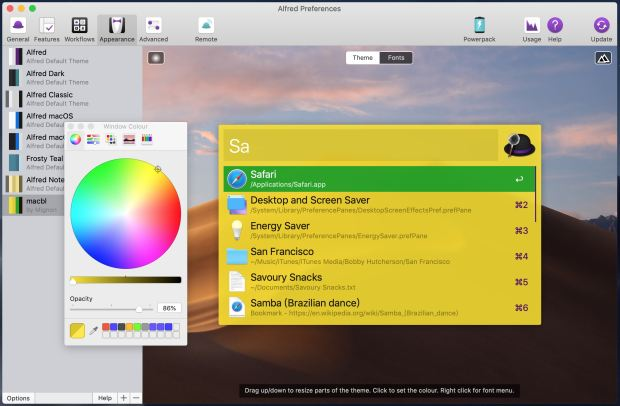 Alfred Preferences
General
Features
Workflows
Appearance
Advanced
Remote
Powerpack
Usage
Help
Update
Alfred
Alfred Default Theme
Alfred Dark
Alfred Default Theme
Alfred Classic
Alfred Default Theme
Alfred macOS
Alfred Default Theme
Alfred mac
Alfred Default
Frosty Teal
Alfred Default
Alfred Note
Alfred Default
macbl
by Mignon
Options
Help
+
−
Theme
Fonts
Window Colour
Opacity
86%
Sa
Safari
/Applications/Safari.app
Desktop and Screen Saver
/System/Library/PreferencePanes/DesktopScreenEffectsPref.prefPane
⌘2
Energy Saver
/System/Library/PreferencePanes/EnergySaver.prefPane
⌘3
San Francisco
~/Music/iTunes/iTunes Media/Bobby Hutcherson/San Francisco
⌘4
Savoury Snacks
~/Documents/Savoury Snacks.txt
⌘5
Samba (Brazilian dance)
Bookmark - https://en.wikipedia.org/wiki/Samba_(Brazilian_dance)
⌘6
Drag up/down to resize parts of the theme. Click to set the colour. Right click for font menu.